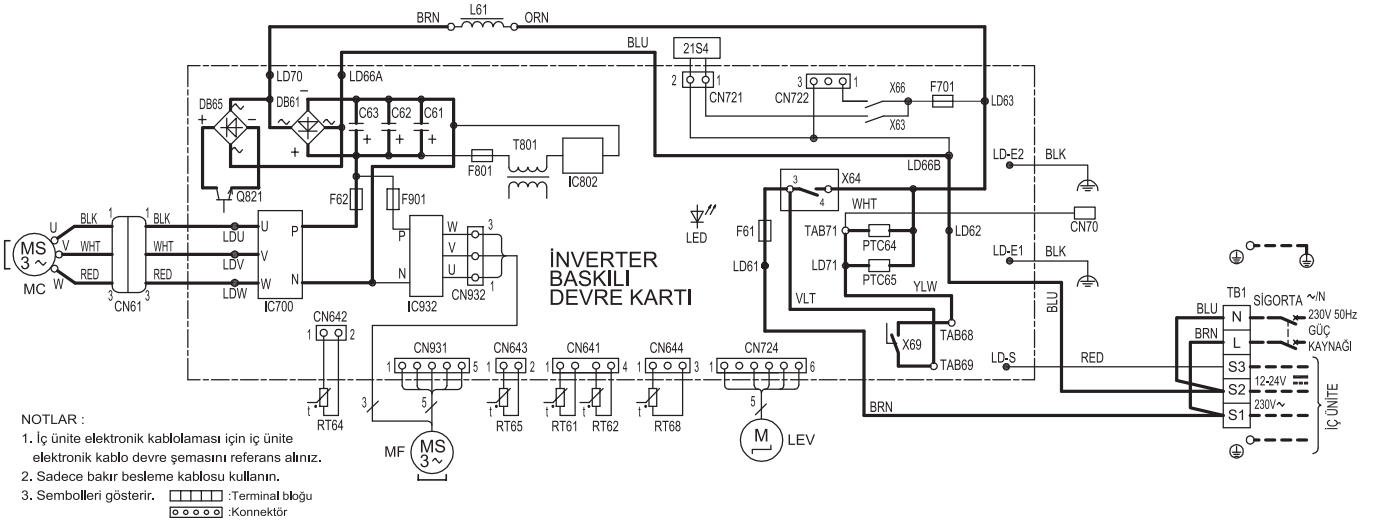 BRN L61 ORN
BLU
21S4
LD70 LD66A
2 1
CN721
3 1
CN722
X66 F701
X63
LD63
DB65 DB61
C63 C62 C61
+ − ~ ~ − ~ ~ + + + +
T801
F801 IC802
LD66B
LD-E2 BLK
Q821
F62 F901
3 X64
4
WHT
CN70
LED
F61
TAB71 PTC64
LD62
LD61 LD71
PTC65
LD-E1 BLK
U BLK 1 1 BLK LDU U P
MS 3~ V WHT WHT LDV V
MC W RED 3 3 RED LDW W N
CN61 IC700
P W 3
V
N U 1
IC932 CN932
İNVERTER
BASKILI
DEVRE KARTI
VLT YLW
BLU
TB1
SİGORTA ~/N
BLU N 230V 50Hz
BRN L GÜÇ
KAYNAĞI
S3
S2 12-24V
S1 230V~
İÇ ÜNİTE
X69 TAB68
TAB69
LD-S RED
BRN
CN642
1 2
CN931
1 5
CN643
1 2
CN641
1 4
CN644
1 3
CN724
1 6
t° RT64
3 5
t° RT65
t° RT61 t° RT62
t° RT68
5
MF MS 3~
M LEV
NOTLAR :
1. İç ünite elektronik kablolaması için iç ünite
elektronik kablo devre şemasını referans alınız.
2. Sadece bakır besleme kablosu kullanın.
3. Sembolleri gösterir. :Terminal bloğu
:Konnektör